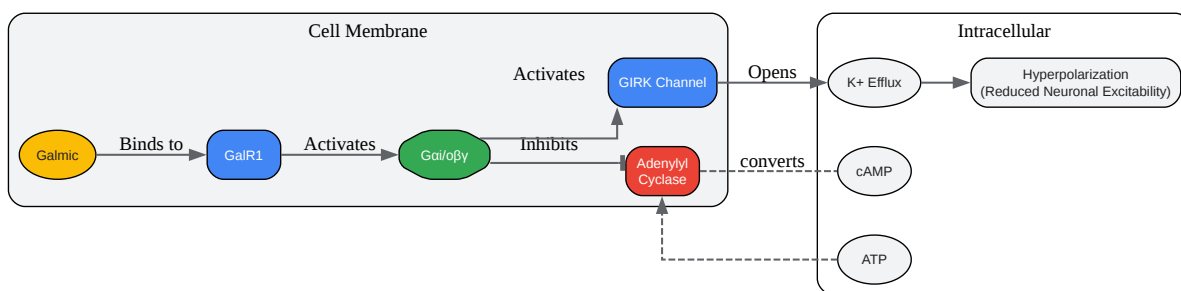 Cell Membrane
Intracellular
Activates
GIRK Channel
Opens
K+ Efflux
Hyperpolarization
(Reduced Neuronal Excitability)
Galmic
Binds to
GalR1
Activates
Gαi/oβγ
Inhibits
Adenylyl
Cyclase
converts
cAMP
ATP